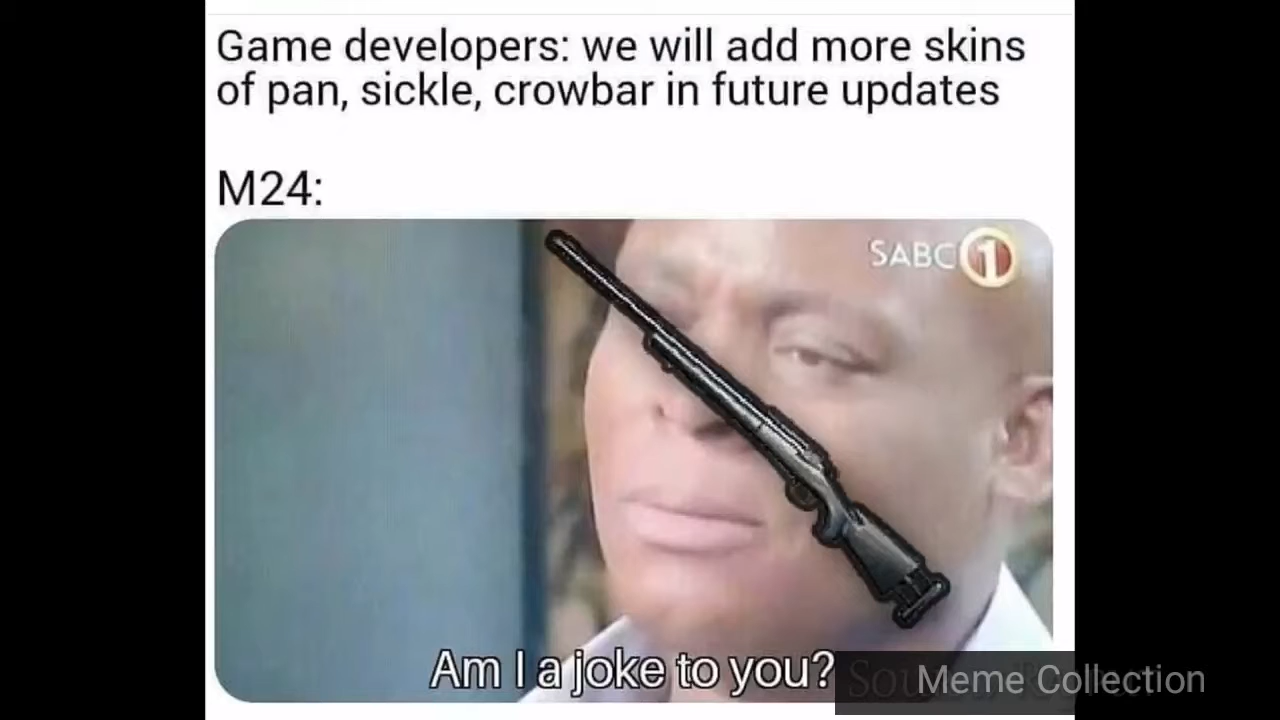 Game developers: we will add more skins
of pan, sickle, crowbar in future updates
M24:
SABC 1
Am I a joke to you?
Meme Collection